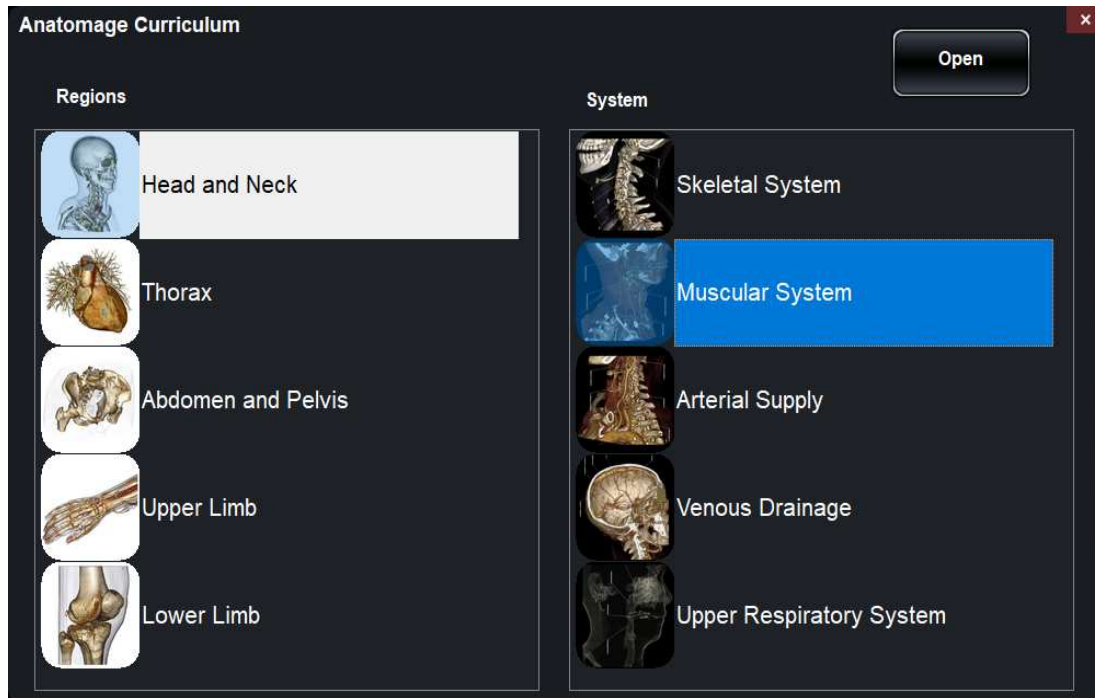 Anatomage Curriculum
×
Open
Regions
System
Head and Neck
Thorax
Abdomen and Pelvis
Upper Limb
Lower Limb
Skeletal System
Muscular System
Arterial Supply
Venous Drainage
Upper Respiratory System